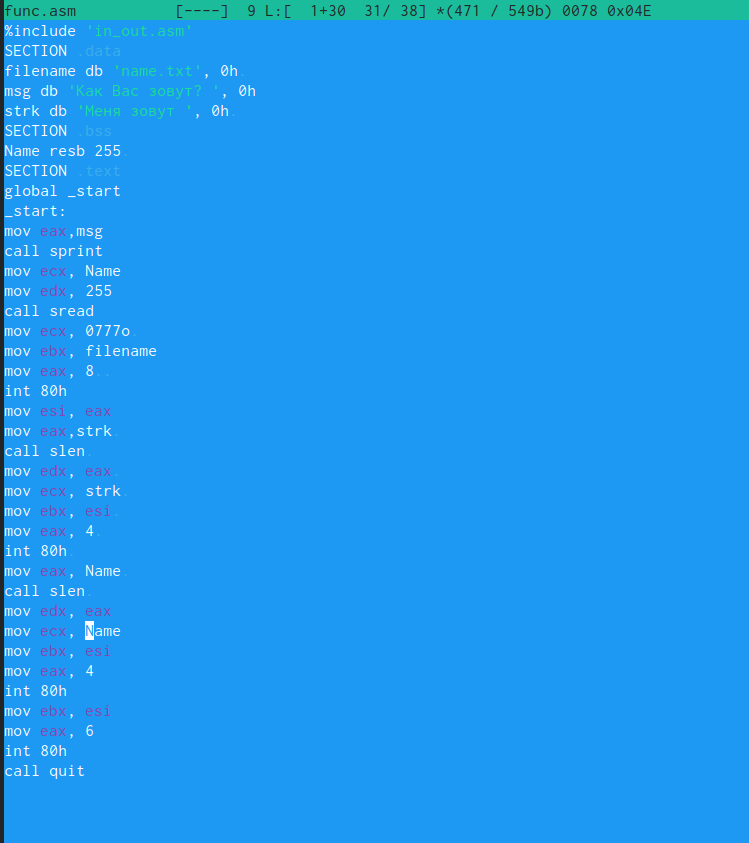 func.asm [----] 9 L:[ 1+30 31/ 38] *(471 / 549b) 0078 0x04E
%include 'in_out.asm'
SECTION .data
filename db 'name.txt', 0h
msg db 'Как Вас зовут? ', 0h
strk db 'Меня зовут ', 0h
SECTION .bss
Name resb 255
SECTION .text
global _start
_start:
mov eax,msg
call sprint
mov ecx, Name
mov edx, 255
call sread
mov ecx, 0777o
mov ebx, filename
mov eax, 8
int 80h
mov esi, eax
mov eax,strk
call slen
mov edx, eax
mov ecx, strk
mov ebx, esi
mov eax, 4
int 80h
mov eax, Name
call slen
mov edx, eax
mov ecx, Name
mov ebx, esi
mov eax, 4
int 80h
mov ebx, esi
mov eax, 6
int 80h
call quit